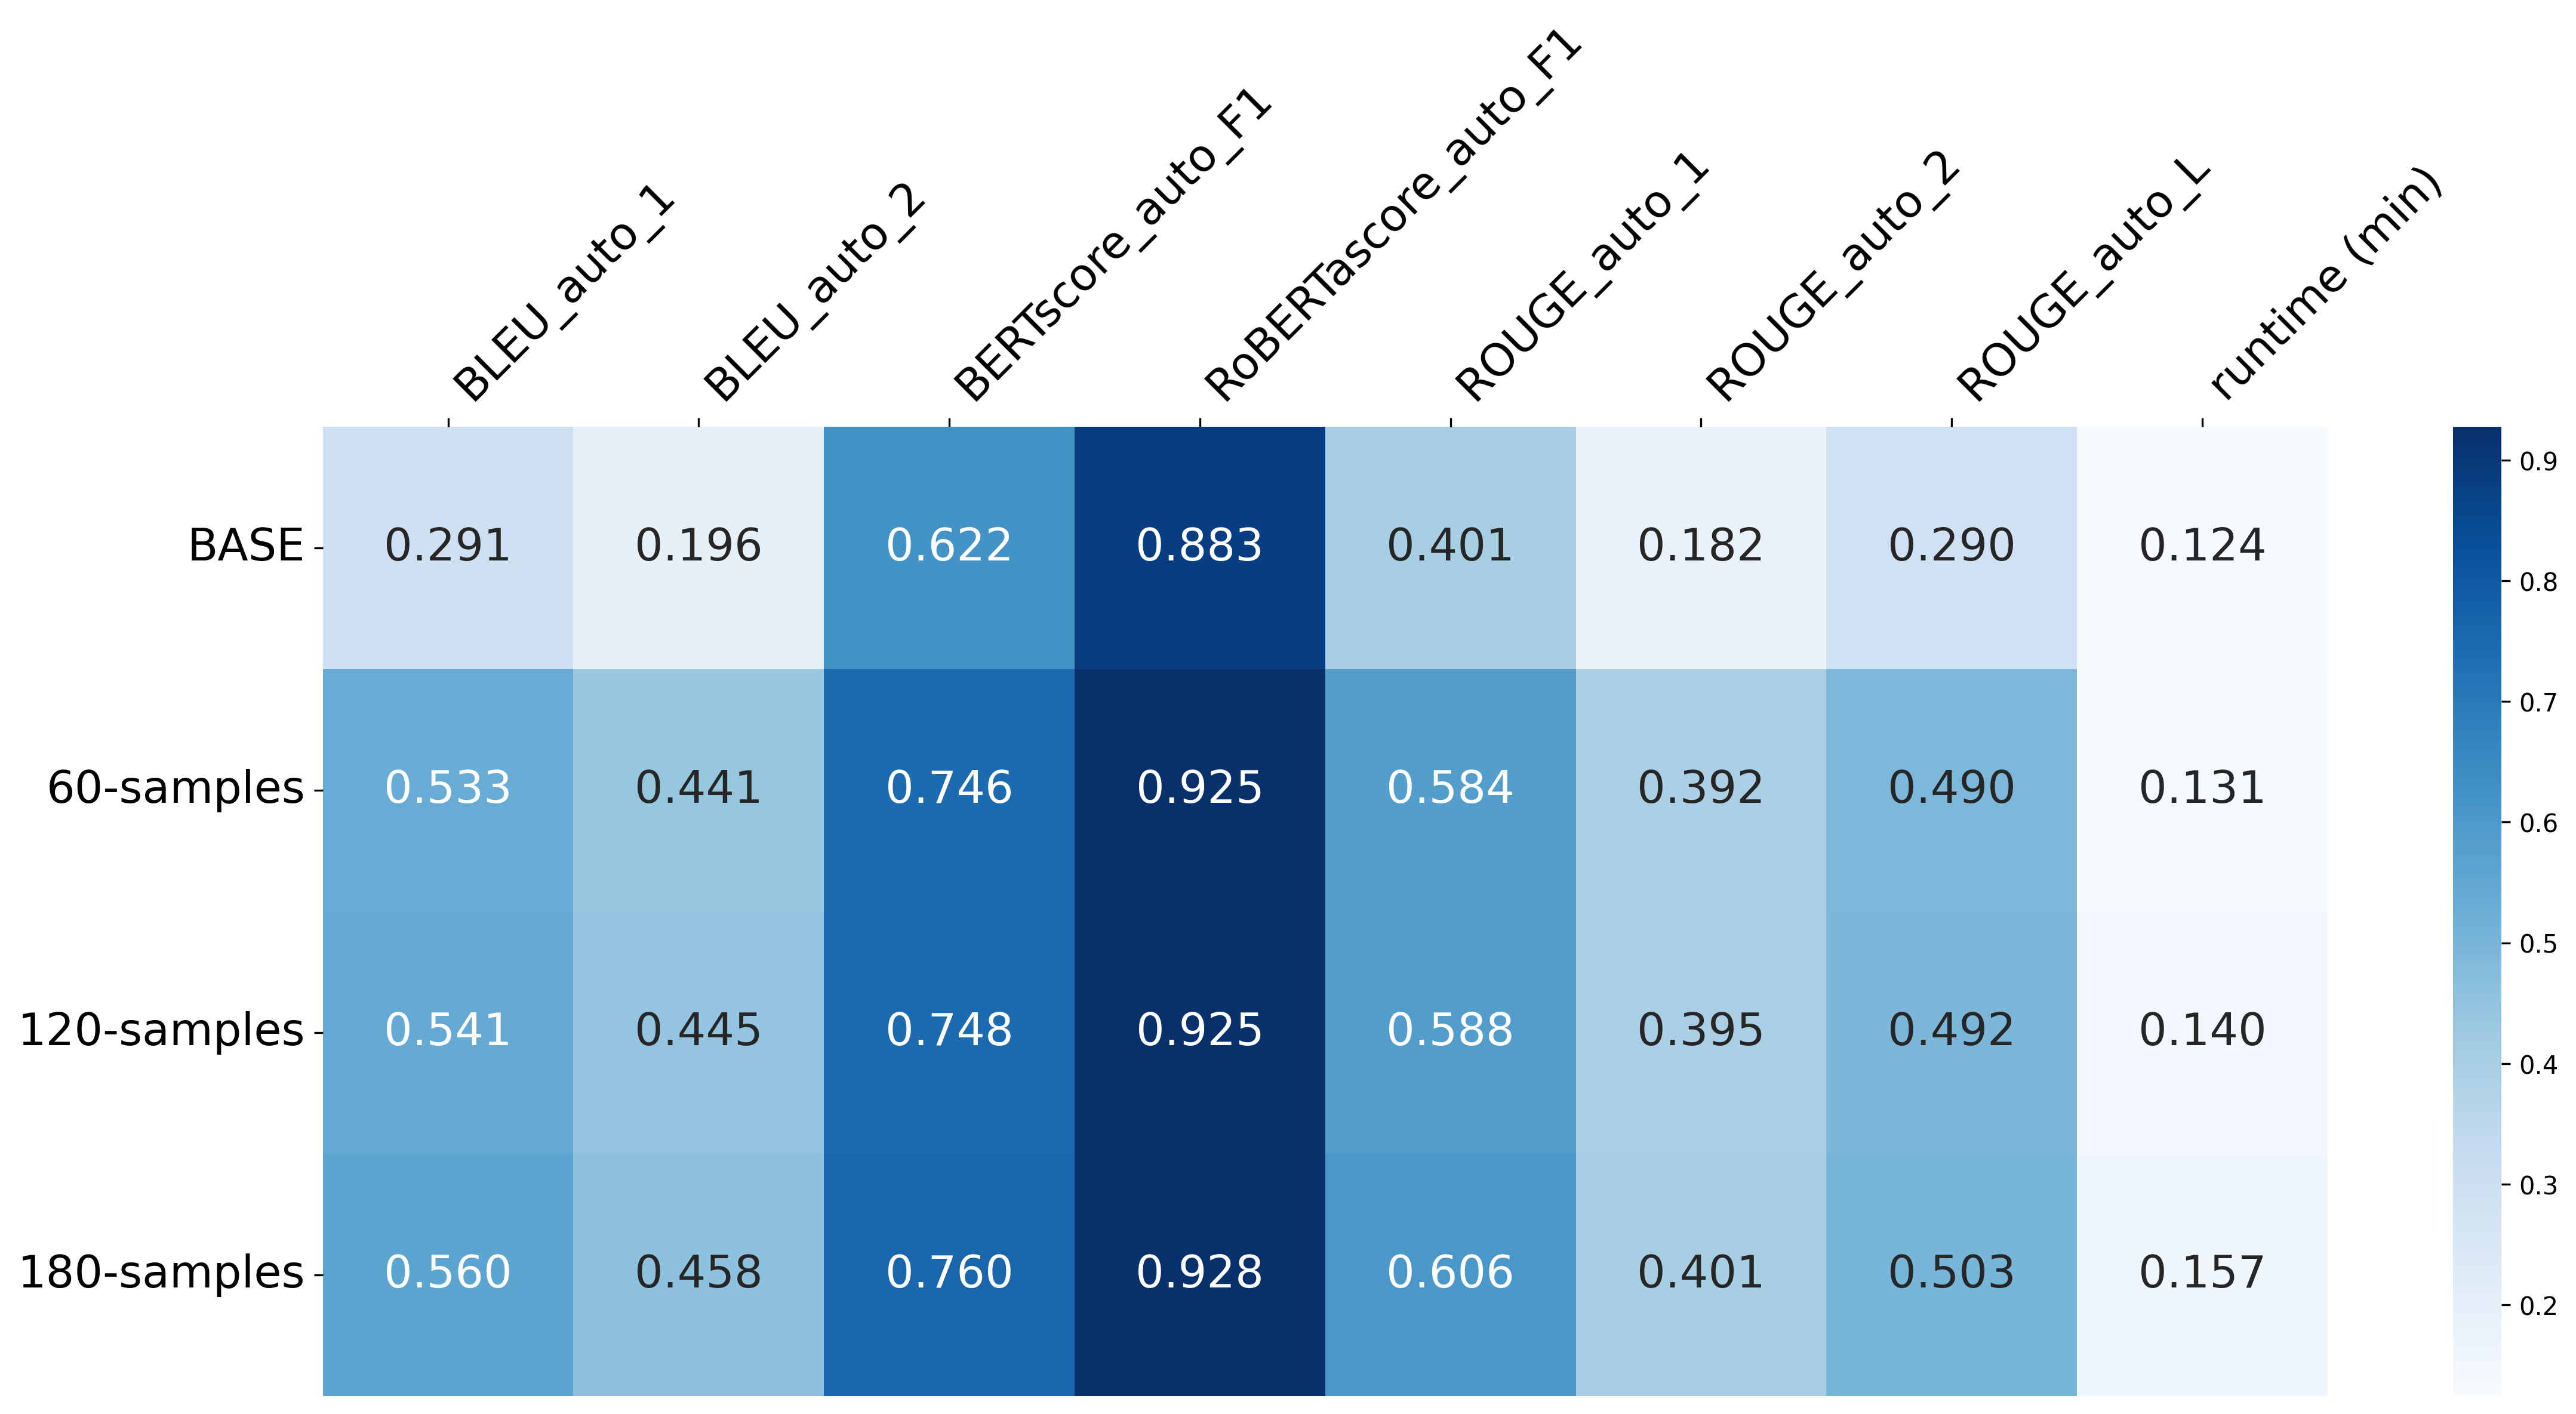 BLEU_auto_1
BLEU_auto_2
BERTscore_auto_F1
RoBERTascore_auto_F1
ROUGE_auto_1
ROUGE_auto_2
ROUGE_auto_L
runtime (min)
BASE 0.291 0.196 0.622 0.883 0.401 0.182 0.290 0.124
60-samples 0.533 0.441 0.746 0.925 0.584 0.392 0.490 0.131
120-samples 0.541 0.445 0.748 0.925 0.588 0.395 0.492 0.140
180-samples 0.560 0.458 0.760 0.928 0.606 0.401 0.503 0.157
0.9
0.8
0.7
0.6
0.5
0.4
0.3
0.2